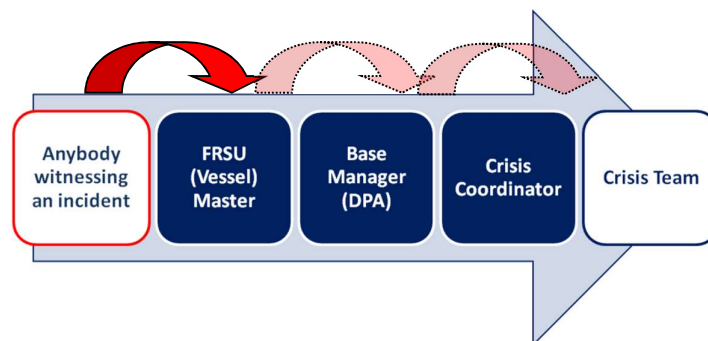 Anybody
witnessing
an incident
FRSU
(Vessel)
Master
Base
Manager
(DPA)
Crisis
Coordinator
Crisis Team